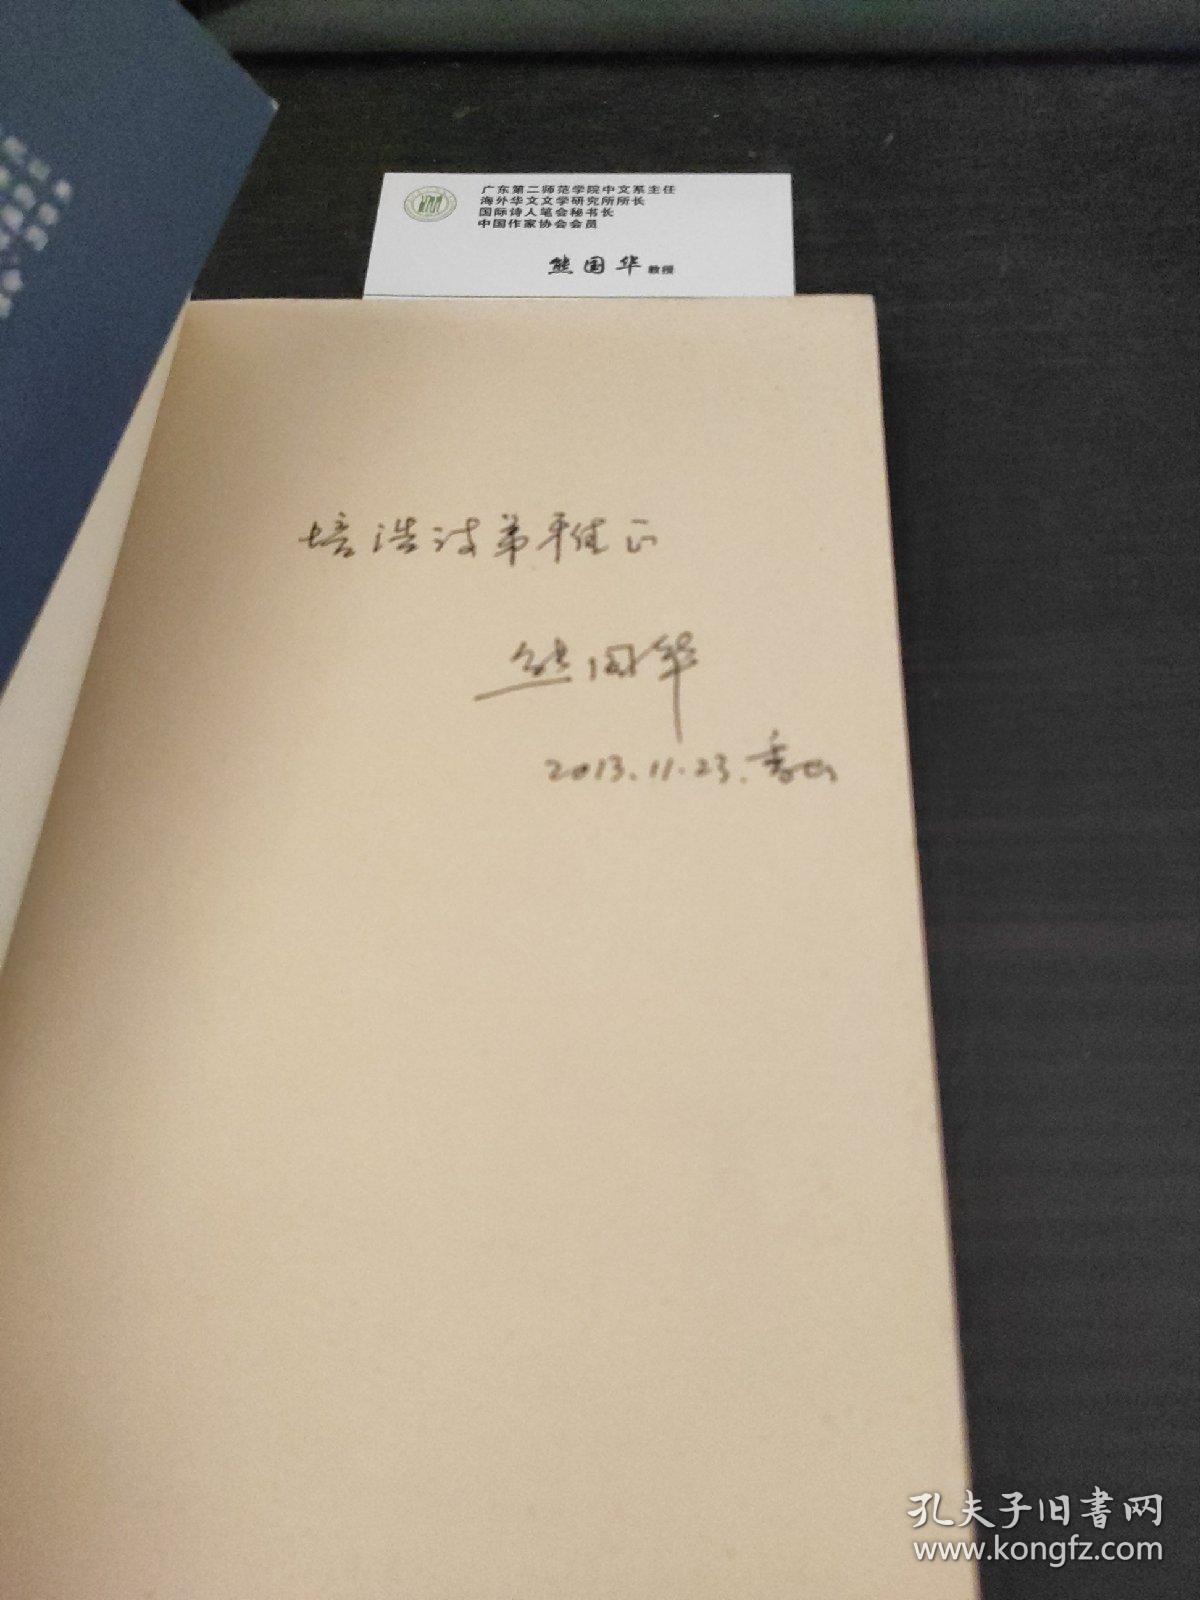 广东第二师范学院中文系主任
海外华文文学研究所所长
国际诗人笔会秘书长
中国作家协会会员
熊国华 教授
培浩诗弟雅正
熊国华
2013.11.23.香山
孔夫子旧书网
www.kongfz.com